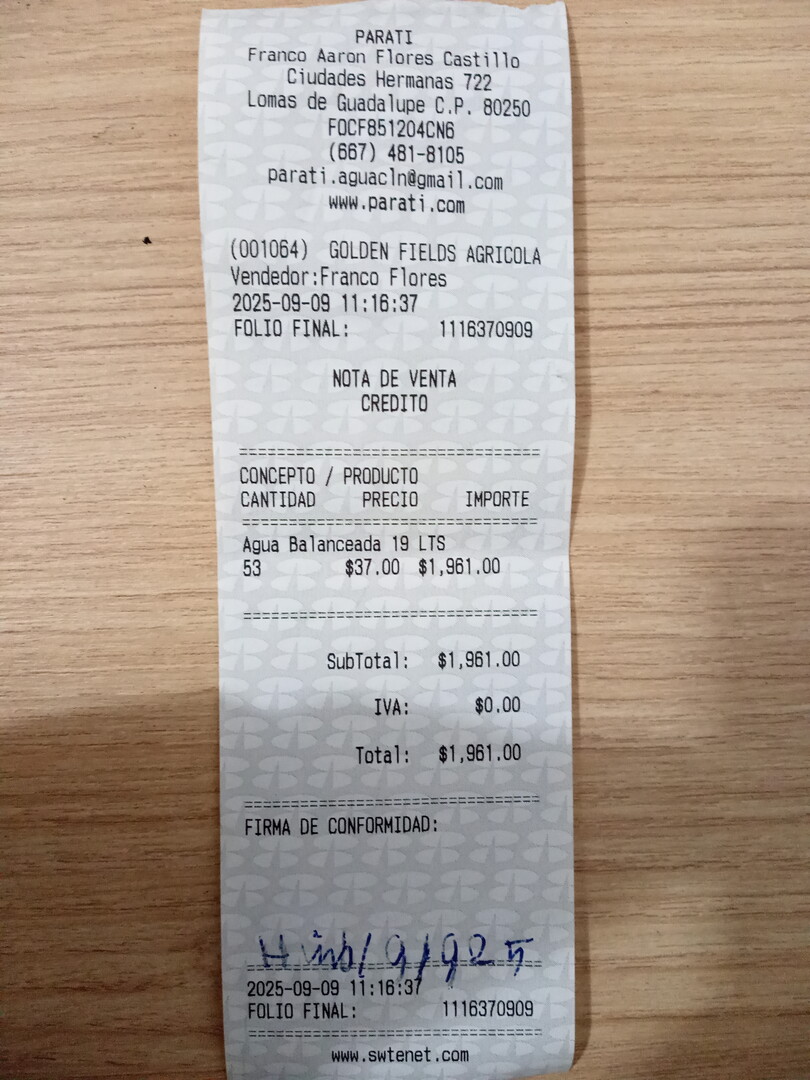 PARATI
Franco Aaron Flores Castillo
Ciudades Hermanas 722
Lomas de Guadalupe C.P. 80250
FOCF851204CN6
(667) 481-8105
parati.aguacln@gmail.com
www.parati.com
(001064) GOLDEN FIELDS AGRICOLA
Vendedor:Franco Flores
2025-09-09 11:16:37
FOLIO FINAL: 1116370909
NOTA DE VENTA
CREDITO
================================
CONCEPTO / PRODUCTO
CANTIDAD PRECIO IMPORTE
================================
Agua Balanceada 19 LTS
53 $37.00 $1,961.00
================================
SubTotal: $1,961.00
IVA: $0.00
Total: $1,961.00
================================
FIRMA DE CONFORMIDAD:
================================
2025-09-09 11:16:37
FOLIO FINAL: 1116370909
================================
www.swtenet.com